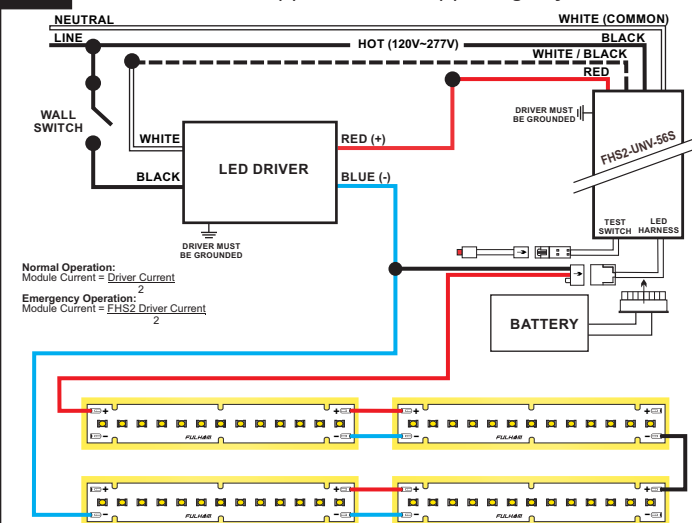 NEUTRAL
WHITE (COMMON)
LINE
BLACK
HOT (120V~277V)
WHITE / BLACK
RED
WALL
SWITCH
DRIVER MUST
BE GROUNDED
FHS2-UNV-56S
WHITE
LED DRIVER
RED (+)
BLACK
BLUE (-)
TEST
SWITCH
LED
HARNESS
DRIVER MUST
BE GROUNDED
Normal Operation:
Module Current = Driver Current
2
Emergency Operation:
Module Current = FHS2 Driver Current
2
BATTERY
+ + + +
- - - -
FULHAM FULHAM
+ + + +
- - - -
FULHAM FULHAM